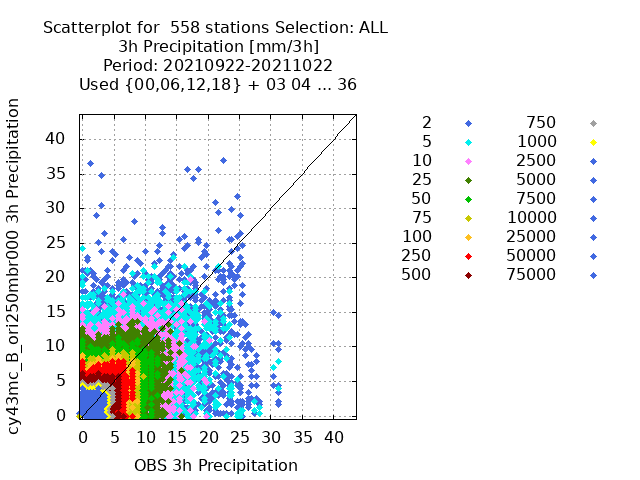 Scatterplot for  558 stations Selection: ALL
3h Precipitation [mm/3h]
Period: 20210922-20211022
Used {00,06,12,18} + 03 04 ... 36
cy43mc_B_ori250mbr000 3h Precipitation
40
35
30
25
20
15
10
5
0
0 5 10 15 20 25 30 35 40
OBS 3h Precipitation
2 750
5 1000
10 2500
25 5000
50 7500
75 10000
100 25000
250 50000
500 75000